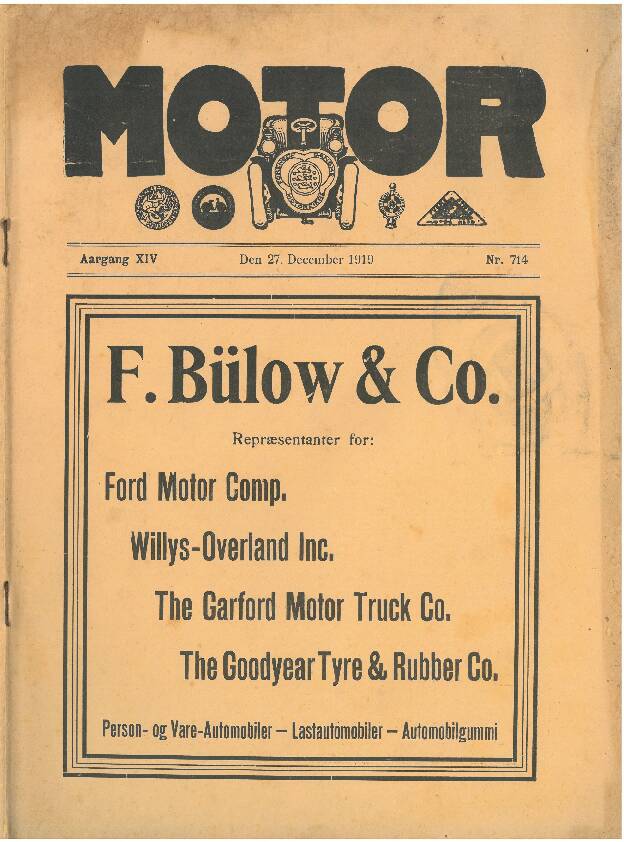 MOTOR
Aargang XIV Den 27. December 1919 Nr. 714
F. Bülow & Co.
Repræsentanter for:
Ford Motor Comp.
Willys-Overland Inc.
The Garford Motor Truck Co.
The Goodyear Tyre & Rubber Co.
Person- og Vare-Automobiler — Lastautomobiler — Automobilgummi